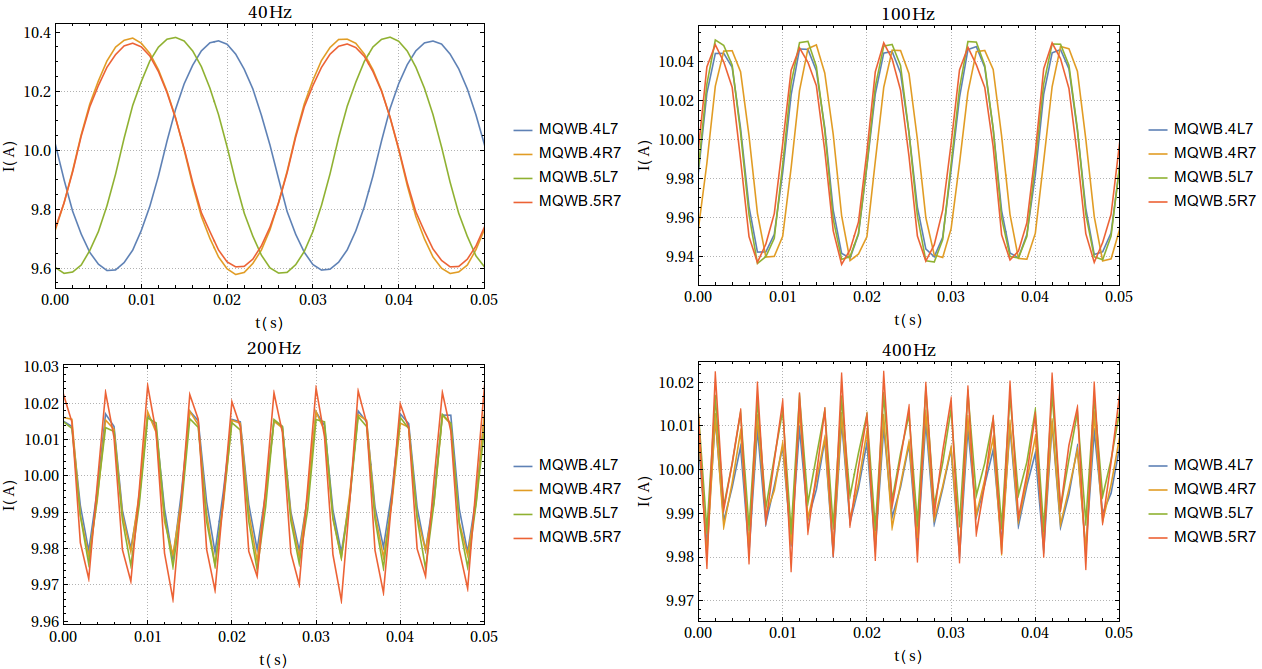 40Hz
I(A)
10.4
10.2
10.0
9.8
9.6
0.00 0.01 0.02 0.03 0.04 0.05
t(s)
MQWB.4L7
MQWB.4R7
MQWB.5L7
MQWB.5R7
100Hz
I(A)
10.04
10.02
10.00
9.98
9.96
9.94
0.00 0.01 0.02 0.03 0.04 0.05
t(s)
MQWB.4L7
MQWB.4R7
MQWB.5L7
MQWB.5R7
200Hz
I(A)
10.03
10.02
10.01
10.00
9.99
9.98
9.97
9.96
0.00 0.01 0.02 0.03 0.04 0.05
t(s)
MQWB.4L7
MQWB.4R7
MQWB.5L7
MQWB.5R7
400Hz
I(A)
10.02
10.01
10.00
9.99
9.98
9.97
0.00 0.01 0.02 0.03 0.04 0.05
t(s)
MQWB.4L7
MQWB.4R7
MQWB.5L7
MQWB.5R7